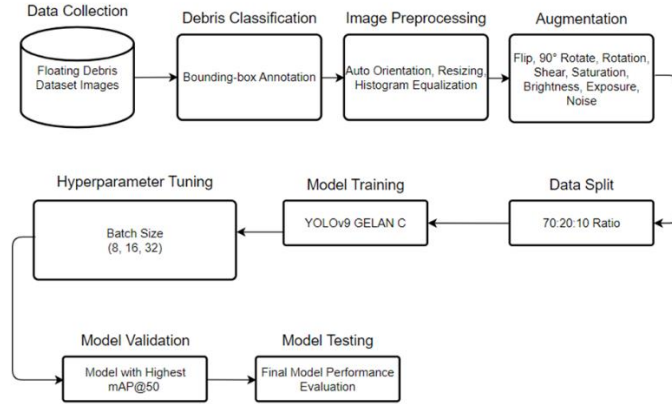 Data Collection
Floating Debris
Dataset Images
Debris Classification
Bounding-box Annotation
Image Preprocessing
Auto Orientation, Resizing,
Histogram Equalization
Augmentation
Flip, 90° Rotate, Rotation,
Shear, Saturation,
Brightness, Exposure,
Noise
Data Split
70:20:10 Ratio
Model Training
YOLOv9 GELAN C
Hyperparameter Tuning
Batch Size
(8, 16, 32)
Model Validation
Model with Highest
mAP@50
Model Testing
Final Model Performance
Evaluation